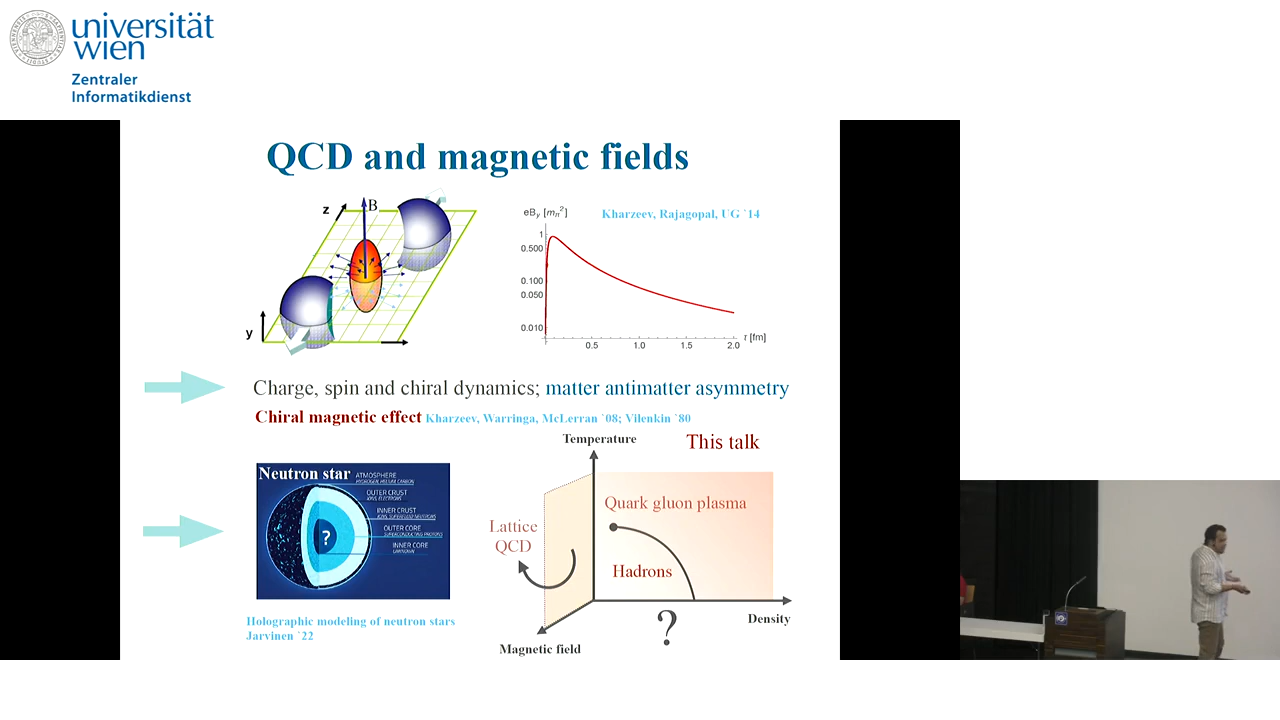 universität
wien
Zentraler
Informatikdienst
QCD and magnetic fields
z
B
y
eBy [mπ²]
Kharzeev, Rajagopal, UG `14
1
0.500
0.100
0.050
0.010
0.5 1.0 1.5 2.0
τ [fm]
Charge, spin and chiral dynamics; matter antimatter asymmetry
Chiral magnetic effect Kharzeev, Warringa, McLerran `08; Vilenkin `80
Neutron star
ATMOSPHERE
HYDROGEN, HELIUM, CARBON
OUTER CRUST
IONS, ELECTRONS
INNER CRUST
IONS, SUPERFLUID NEUTRONS
OUTER CORE
SUPERCONDUCTING PROTONS
INNER CORE
UNKNOWN
?
Holographic modeling of neutron stars
Jarvinen `22
Temperature
This talk
Quark gluon plasma
Lattice
QCD
Hadrons
Density
?
Magnetic field